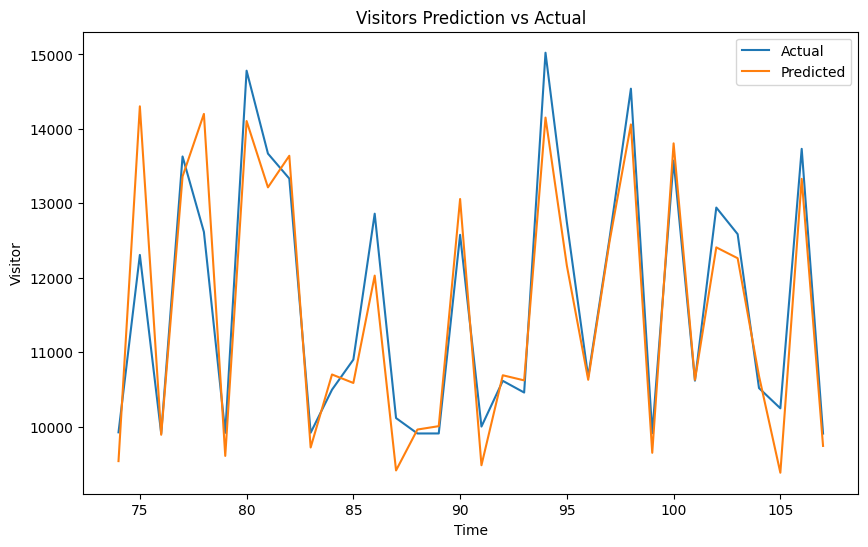 Visitors Prediction vs Actual
Actual
Predicted
Visitor
15000
14000
13000
12000
11000
10000
75 80 85 90 95 100 105
Time